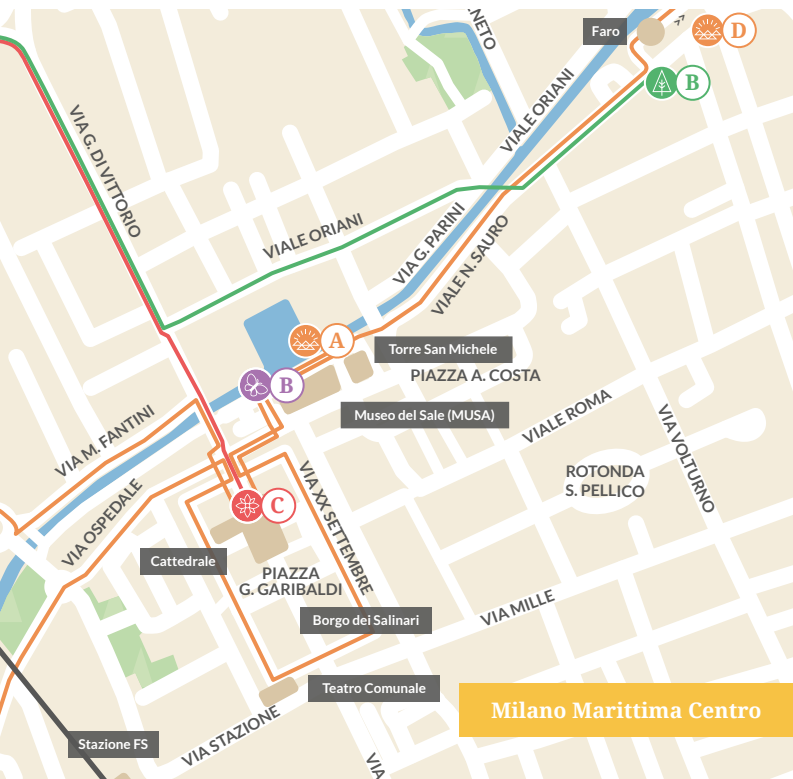 NETO
Faro
D
B
VIALE ORIANI
VIA G. DI VITTORIO
VIALE ORIANI
VIA G. PARINI
VIALE N. SAURO
A
Torre San Michele
PIAZZA A. COSTA
B
Museo del Sale (MUSA)
VIALE ROMA
VIA VOLTURNO
VIA M. FANTINI
ROTONDA
S. PELLICO
VIA OSPEDALE
VIA XX SETTEMBRE
C
Cattedrale
PIAZZA
G. GARIBALDI
Borgo dei Salinari
VIA MILLE
Teatro Comunale
Milano Marittima Centro
VIA STAZIONE
Stazione FS
VIA